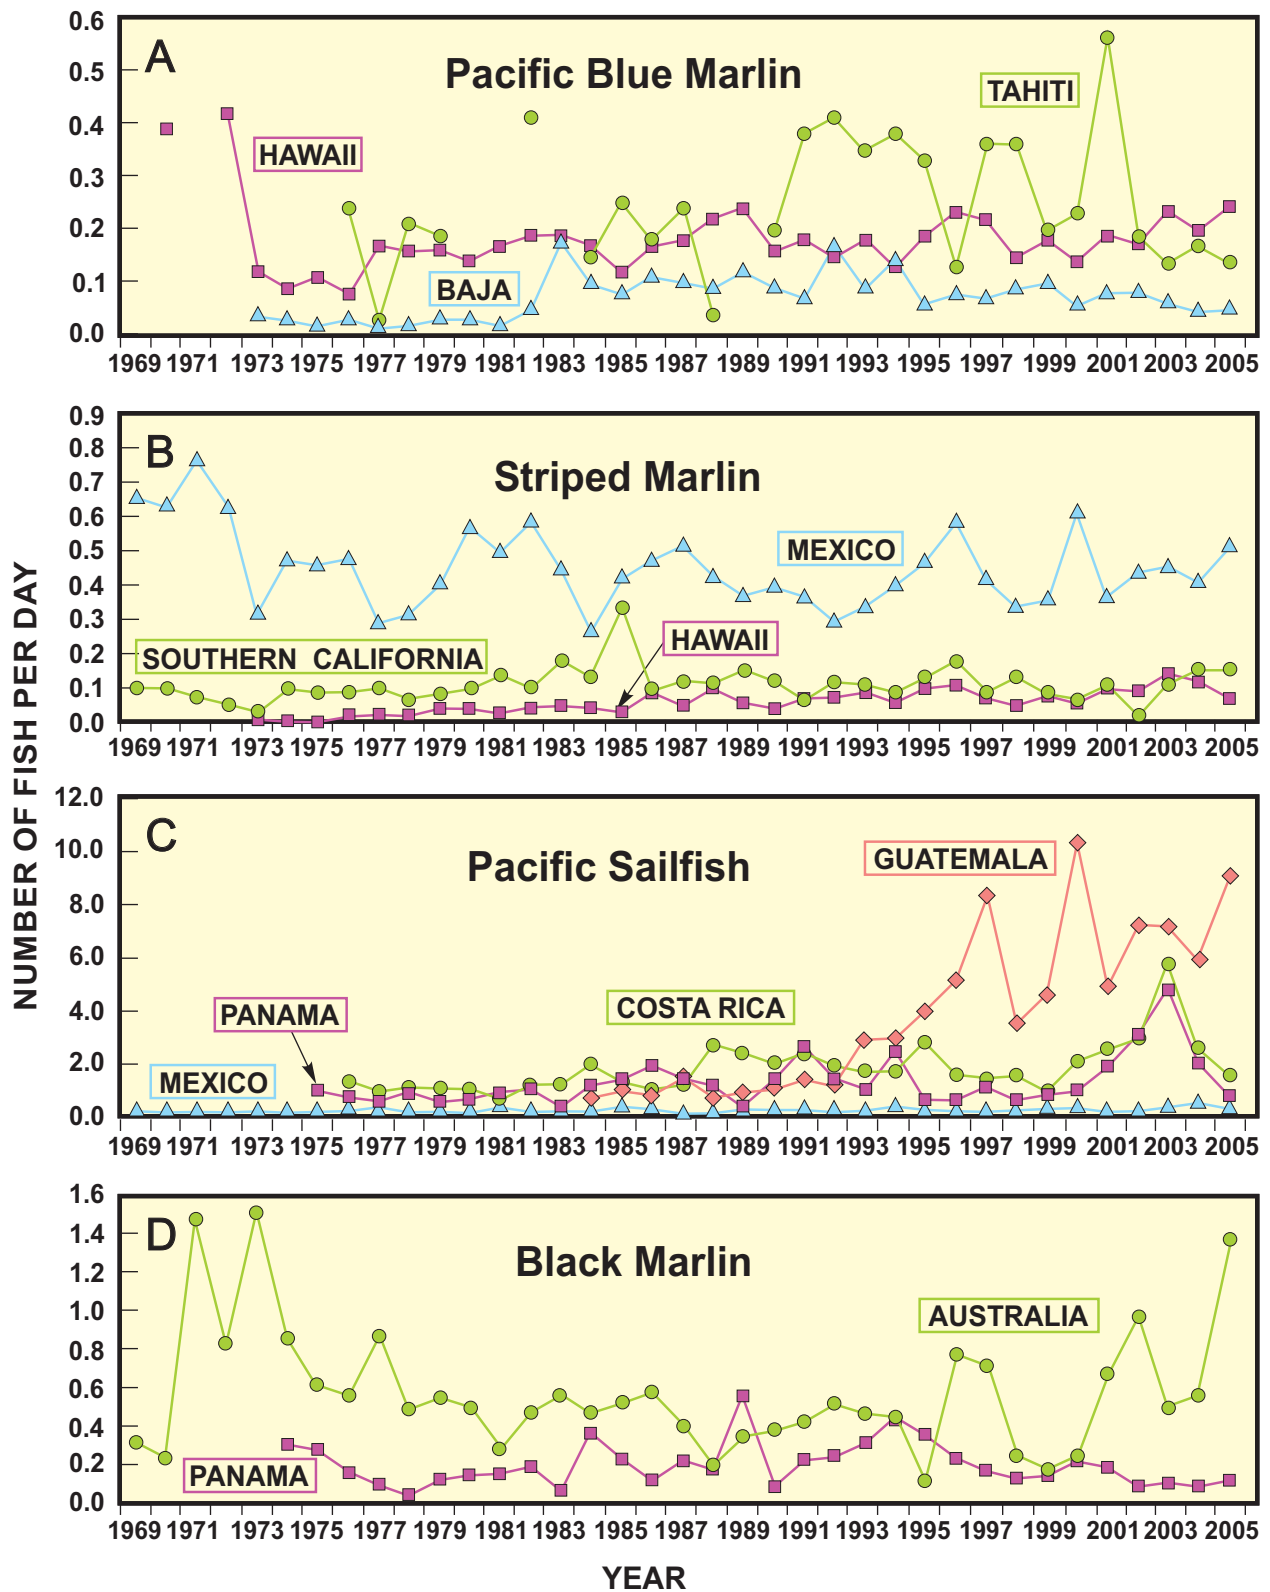 NUMBER OF FISH PER DAY
A
Pacific Blue Marlin
TAHITI
HAWAII
BAJA
0.6
0.5
0.4
0.3
0.2
0.1
0.0
1969 1971 1973 1975 1977 1979 1981 1983 1985 1987 1989 1991 1993 1995 1997 1999 2001 2003 2005
B
Striped Marlin
MEXICO
HAWAII
SOUTHERN CALIFORNIA
0.9
0.8
0.7
0.6
0.5
0.4
0.3
0.2
0.1
0.0
1969 1971 1973 1975 1977 1979 1981 1983 1985 1987 1989 1991 1993 1995 1997 1999 2001 2003 2005
C
Pacific Sailfish
GUATEMALA
COSTA RICA
PANAMA
MEXICO
12.0
10.0
8.0
6.0
4.0
2.0
0.0
1969 1971 1973 1975 1977 1979 1981 1983 1985 1987 1989 1991 1993 1995 1997 1999 2001 2003 2005
D
Black Marlin
AUSTRALIA
PANAMA
1.6
1.4
1.2
1.0
0.8
0.6
0.4
0.2
0.0
1969 1971 1973 1975 1977 1979 1981 1983 1985 1987 1989 1991 1993 1995 1997 1999 2001 2003 2005
YEAR